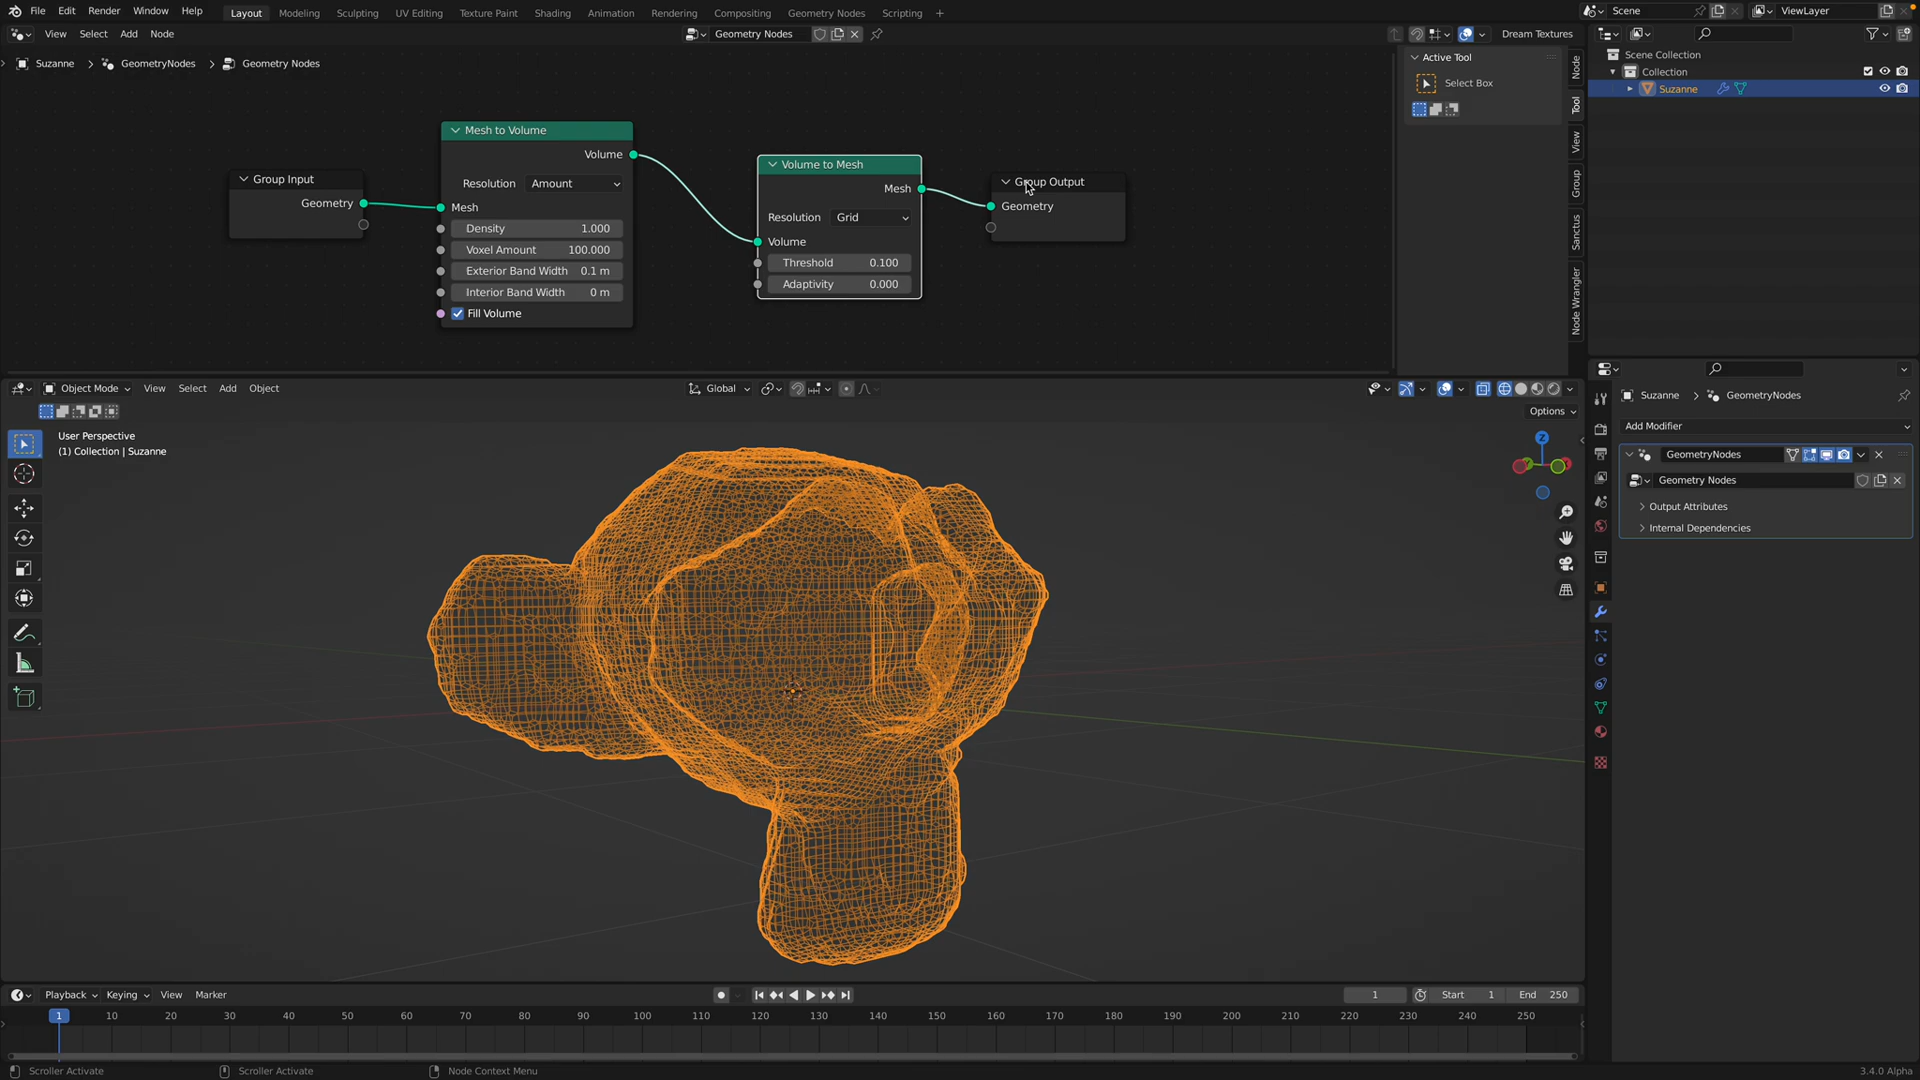 File Edit Render Window Help Layout Modeling Sculpting UV Editing Texture Paint Shading Animation Rendering Compositing Geometry Nodes Scripting + Scene ViewLayer
View Select Add Node Geometry Nodes Dream Textures
Suzanne > GeometryNodes > Geometry Nodes
Active Tool
Select Box
Node
Tool
View
Group
Sanctus
Node Wrangler
Scene Collection
Collection
Suzanne
Group Input
Geometry
Mesh to Volume
Volume
Resolution Amount
Mesh
Density 1.000
Voxel Amount 100.000
Exterior Band Width 0.1 m
Interior Band Width 0 m
Fill Volume
Volume to Mesh
Mesh
Resolution Grid
Volume
Threshold 0.100
Adaptivity 0.000
Group Output
Geometry
Object Mode View Select Add Object Global
Options
User Perspective
(1) Collection | Suzanne
Z
Suzanne > GeometryNodes
Add Modifier
GeometryNodes
Geometry Nodes
Output Attributes
Internal Dependencies
Playback Keying View Marker 1 Start 1 End 250
1 10 20 30 40 50 60 70 80 90 100 110 120 130 140 150 160 170 180 190 200 210 220 230 240 250
Scroller Activate Scroller Activate Node Context Menu 3.4.0 Alpha